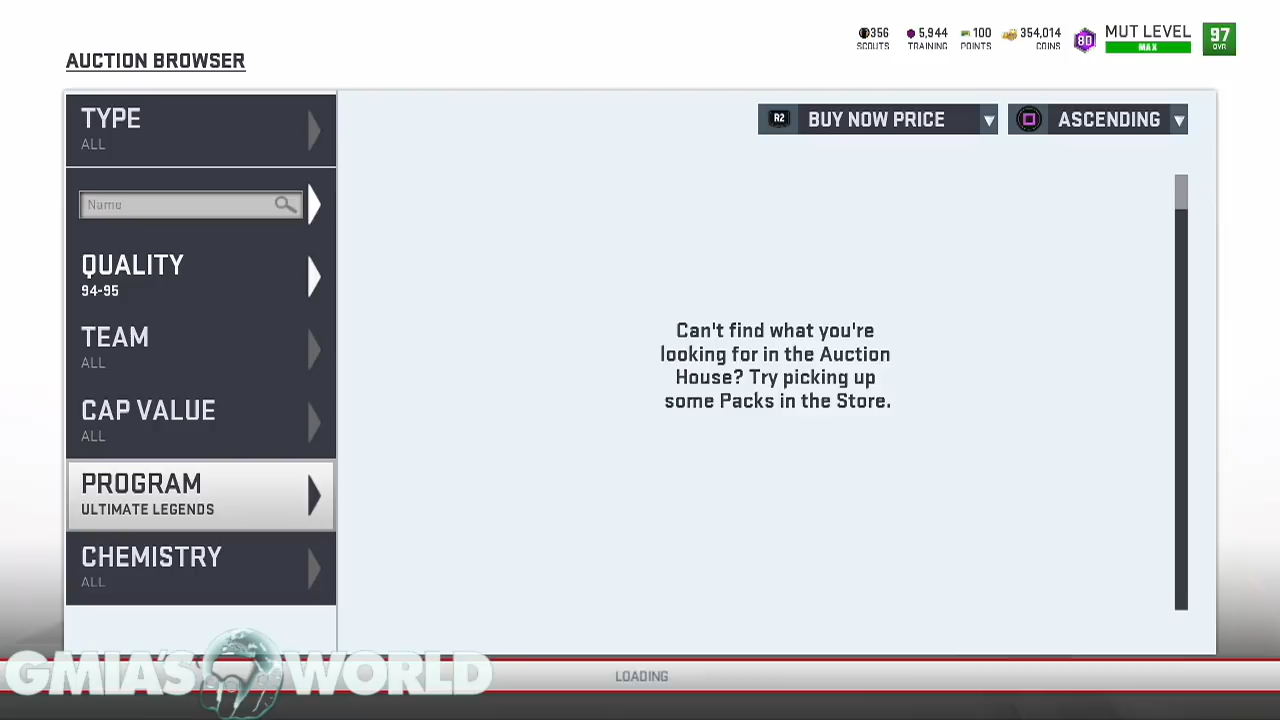 AUCTION BROWSER
356 SCOUTS
5,944 TRAINING
100 POINTS
354,014 COINS
80
MUT LEVEL
MAX
97 OVR
TYPE
ALL
Name
QUALITY
94-95
TEAM
ALL
CAP VALUE
ALL
PROGRAM
ULTIMATE LEGENDS
CHEMISTRY
ALL
R2 BUY NOW PRICE
ASCENDING
Can't find what you're
looking for in the Auction
House? Try picking up
some Packs in the Store.
GMIA'S WORLD
LOADING